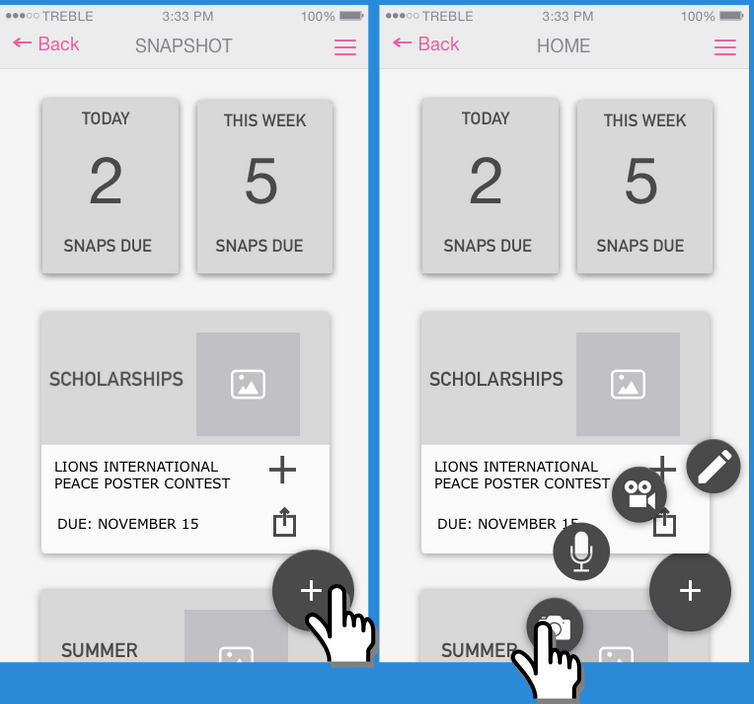 TREBLE 3:33 PM 100%
← Back SNAPSHOT
TODAY
2
SNAPS DUE
THIS WEEK
5
SNAPS DUE
SCHOLARSHIPS
LIONS INTERNATIONAL
PEACE POSTER CONTEST
DUE: NOVEMBER 15
SUMMER
TREBLE 3:33 PM 100%
← Back HOME
TODAY
2
SNAPS DUE
THIS WEEK
5
SNAPS DUE
SCHOLARSHIPS
LIONS INTERNATIONAL
PEACE POSTER CONTEST
DUE: NOVEMBER 15
SUMMER